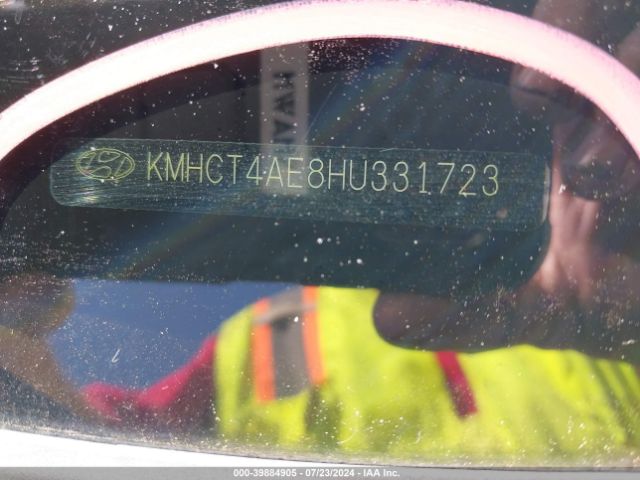 KMHCT4AE8HU331723
000-39884905 - 07/23/2024 - IAA Inc.